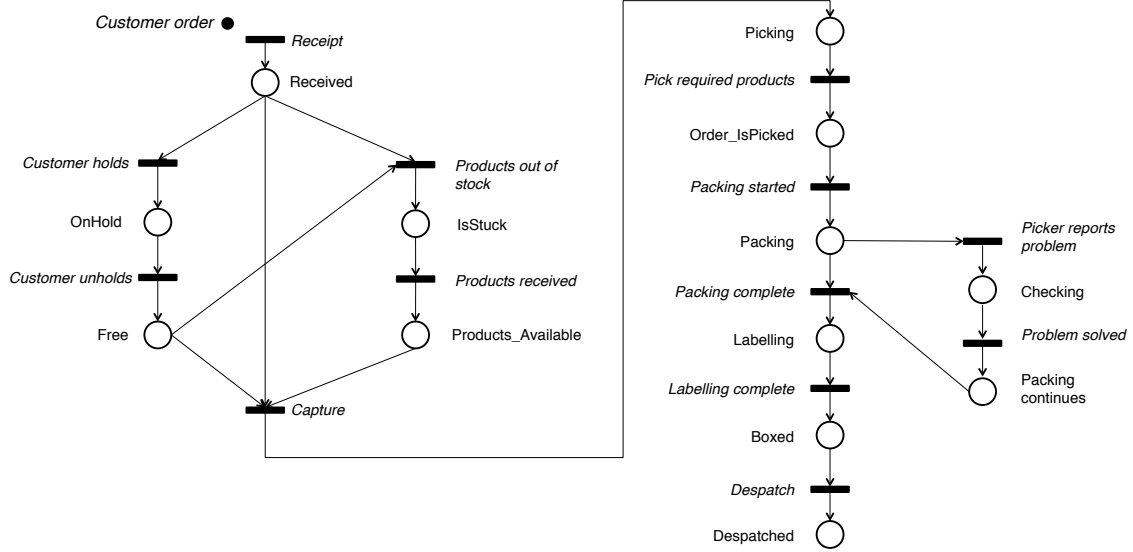 Customer order
Receipt
Received
Customer holds
Products out of
stock
OnHold
IsStuck
Customer unholds
Products received
Free
Products_Available
Capture
Picking
Pick required products
Order_IsPicked
Packing started
Packing
Picker reports
problem
Packing complete
Checking
Labelling
Problem solved
Labelling complete
Packing
continues
Boxed
Despatch
Despatched